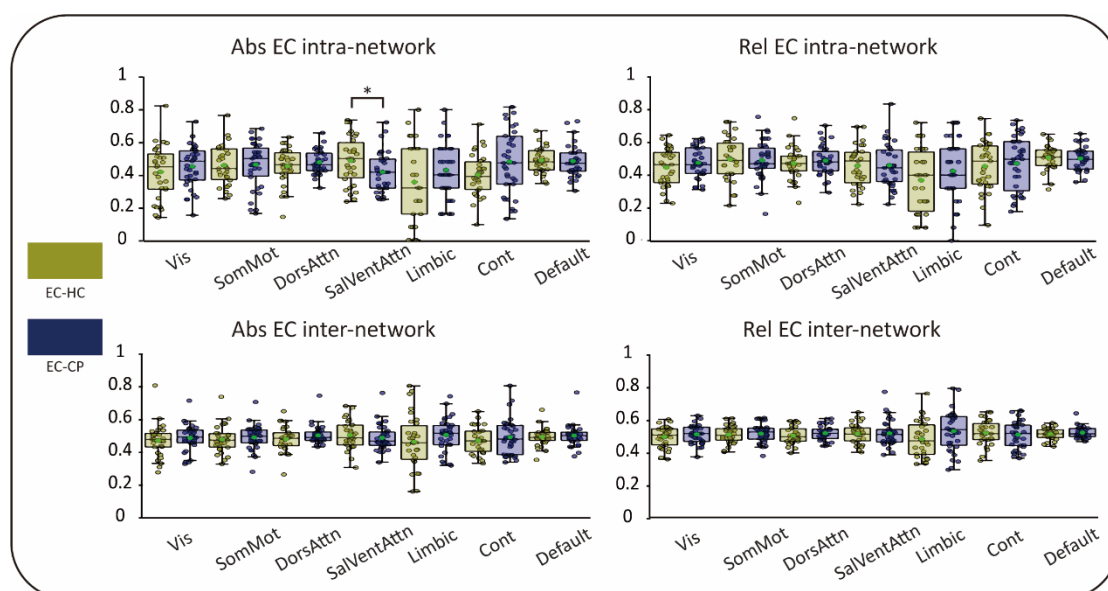 Abs EC intra-network
Rel EC intra-network
*
1
0.8
0.6
0.4
0.2
0
1
0.8
0.6
0.4
0.2
0
Vis SomMot DorsAttn SalVentAttn Limbic Cont Default
Vis SomMot DorsAttn SalVentAttn Limbic Cont Default
EC-HC
EC-CP
Abs EC inter-network
Rel EC inter-network
1
0.8
0.6
0.4
0.2
0
1
0.8
0.6
0.4
0.2
0
Vis SomMot DorsAttn SalVentAttn Limbic Cont Default
Vis SomMot DorsAttn SalVentAttn Limbic Cont Default